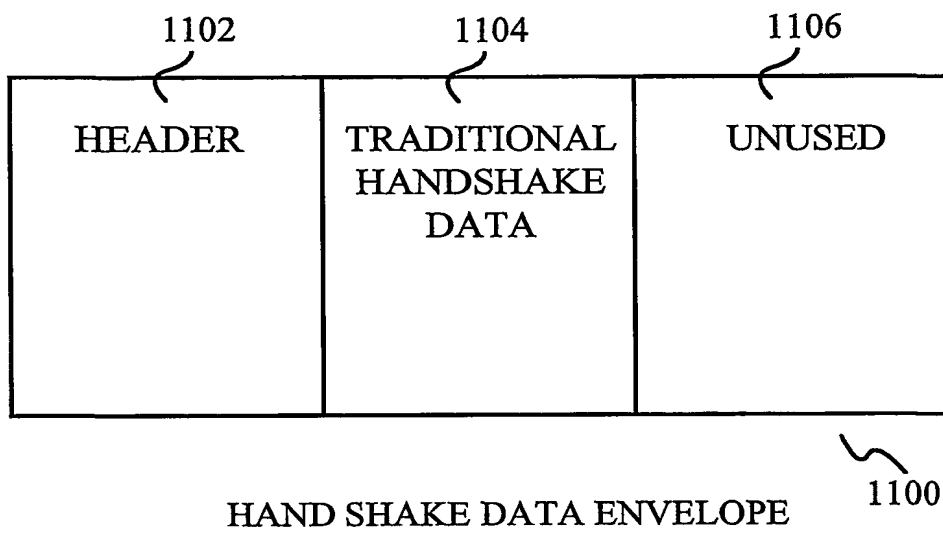 1102 1104 1106
HEADER TRADITIONAL UNUSED
HANDSHAKE
DATA
1100
HAND SHAKE DATA ENVELOPE